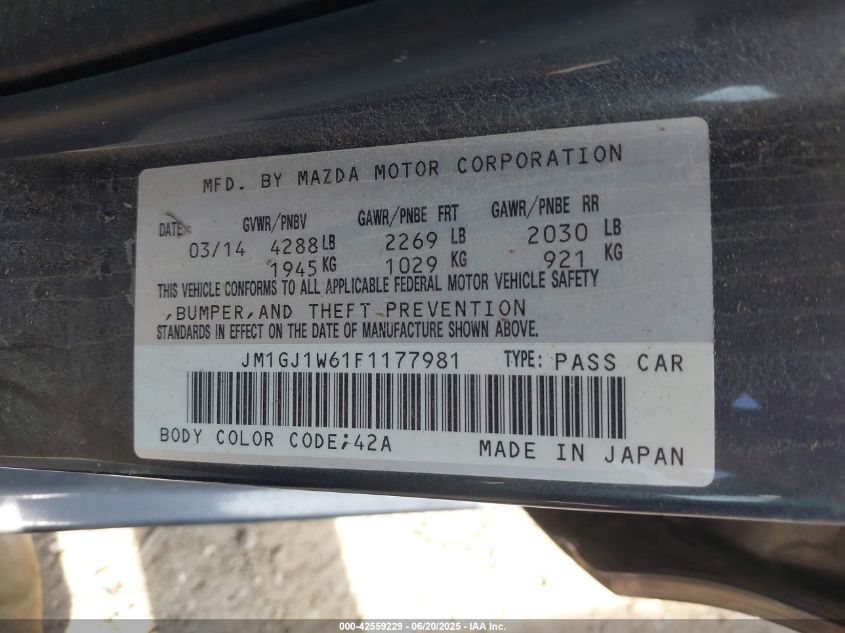 MFD. BY MAZDA MOTOR CORPORATION
DATE GVWR/PNBV GAWR/PNBE FRT GAWR/PNBE RR
03/14 4288 LB 2269 LB 2030 LB
1945 KG 1029 KG 921 KG
THIS VEHICLE CONFORMS TO ALL APPLICABLE FEDERAL MOTOR VEHICLE SAFETY
,BUMPER,AND THEFT PREVENTION
STANDARDS IN EFFECT ON THE DATE OF MANUFACTURE SHOWN ABOVE.
JM1GJ1W61F1177981 TYPE: PASS CAR
BODY COLOR CODE;42A MADE IN JAPAN
000-42559229 - 06/20/2025 - IAA Inc.